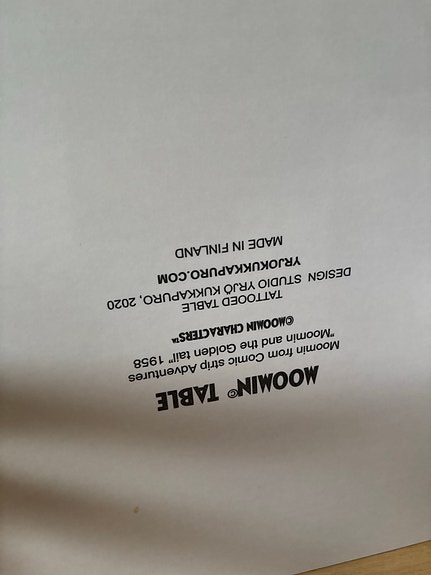 MOOMIN© TABLE
Moomin from Comic strip Adventures
"Moomin and the Golden tail" 1958
©MOOMIN CHARACTERS™
TATTOOED TABLE
DESIGN STUDIO YRJÖ KUKKAPURO, 2020
YRJOKUKKAPURO.COM
MADE IN FINLAND